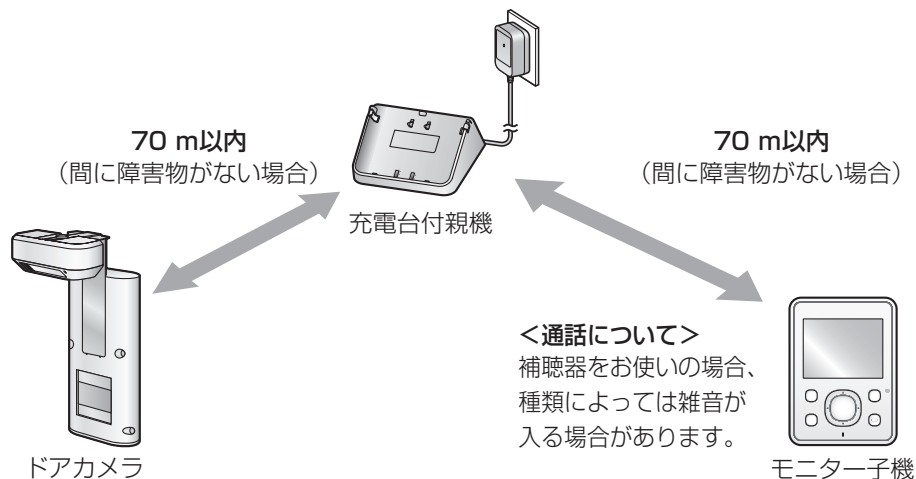 70 m以内
（間に障害物がない場合）
充電台付親機
70 m以内
（間に障害物がない場合）
＜通話について＞
補聴器をお使いの場合、
種類によっては雑音が
入る場合があります。
ドアカメラ
モニター子機